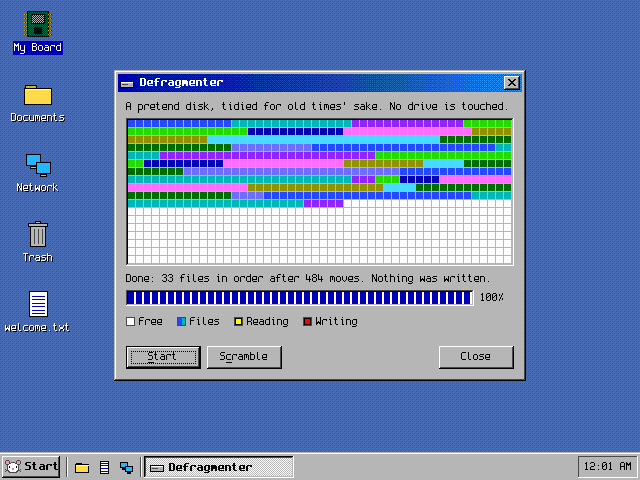 My Board
Documents
Network
Trash
welcome.txt
Defragmenter
A pretend disk, tidied for old times' sake. No drive is touched.
Done: 33 files in order after 484 moves. Nothing was written.
100%
Free Files Reading Writing
Start Scramble Close
Start Defragmenter 12:01 AM